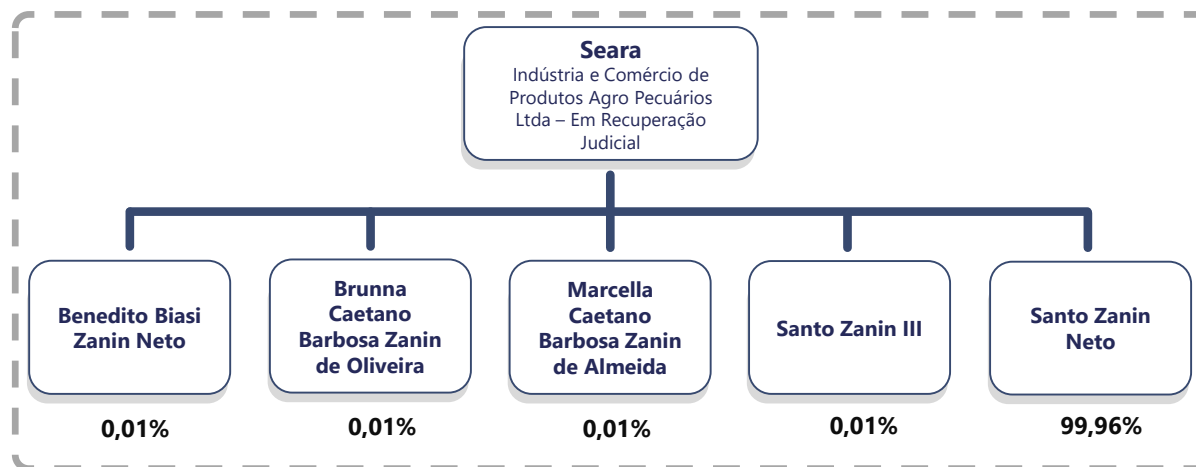 Seara
Indústria e Comércio de
Produtos Agro Pecuários
Ltda – Em Recuperação
Judicial
Benedito Biasi
Zanin Neto
Brunna
Caetano
Barbosa Zanin
de Oliveira
Marcella
Caetano
Barbosa Zanin
de Almeida
Santo Zanin III
Santo Zanin
Neto
0,01%
0,01%
0,01%
0,01%
99,96%